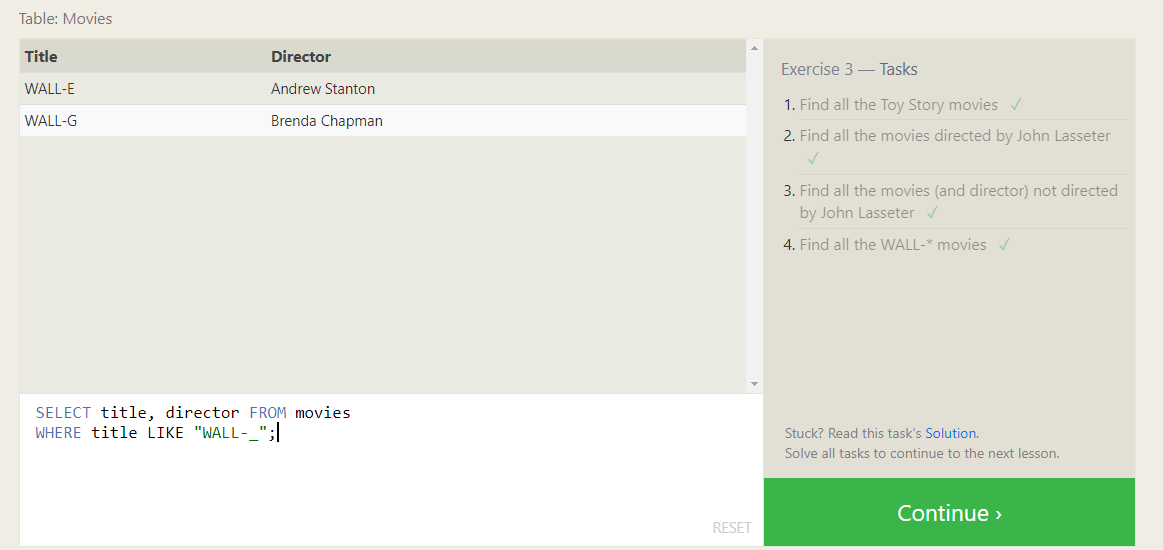 Table: Movies
Title Director
WALL-E Andrew Stanton
WALL-G Brenda Chapman
SELECT title, director FROM movies
WHERE title LIKE "WALL-_";
RESET
Exercise 3 — Tasks
1. Find all the Toy Story movies ✓
2. Find all the movies directed by John Lasseter
✓
3. Find all the movies (and director) not directed
by John Lasseter ✓
4. Find all the WALL-* movies ✓
Stuck? Read this task's Solution.
Solve all tasks to continue to the next lesson.
Continue ›